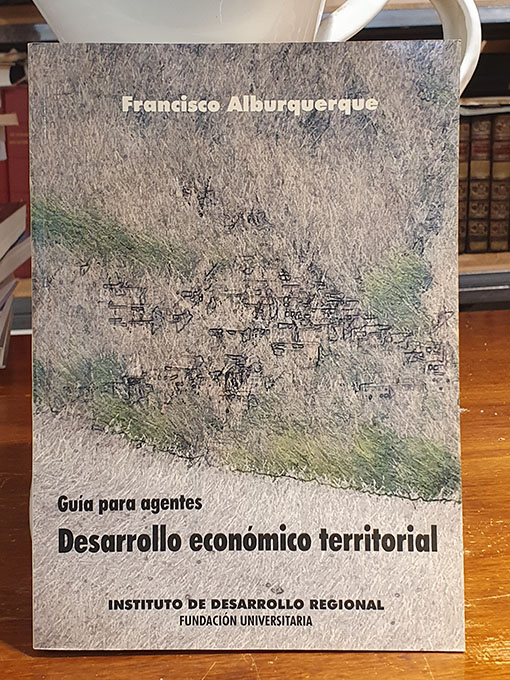 Francisco Alburquerque
Guía para agentes
Desarrollo económico territorial
INSTITUTO DE DESARROLLO REGIONAL
FUNDACIÓN UNIVERSITARIA